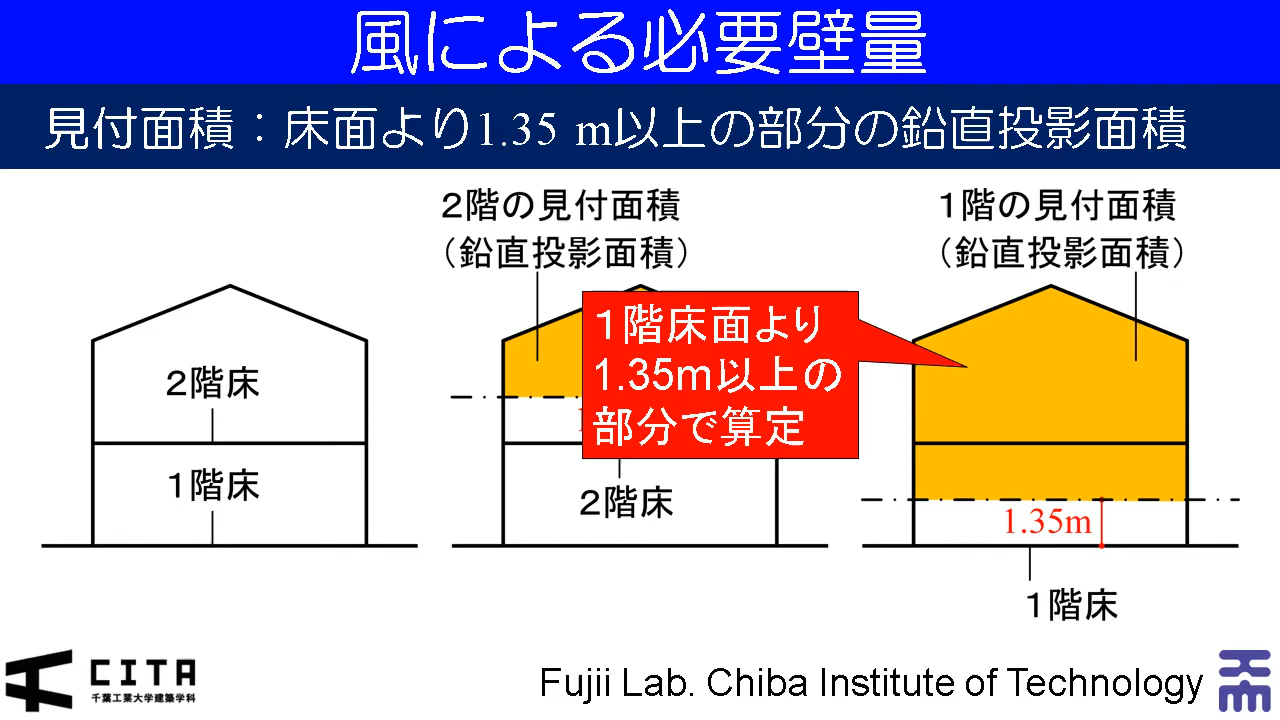 風による必要壁量
見付面積：床面より1.35 m以上の部分の鉛直投影面積
2階の見付面積
（鉛直投影面積）
1階の見付面積
（鉛直投影面積）
1階床面より
1.35m以上の
部分で算定
2階床
1階床
2階床
1.35m
1階床
CITA
千葉工業大学建築学科
Fujii Lab. Chiba Institute of Technology